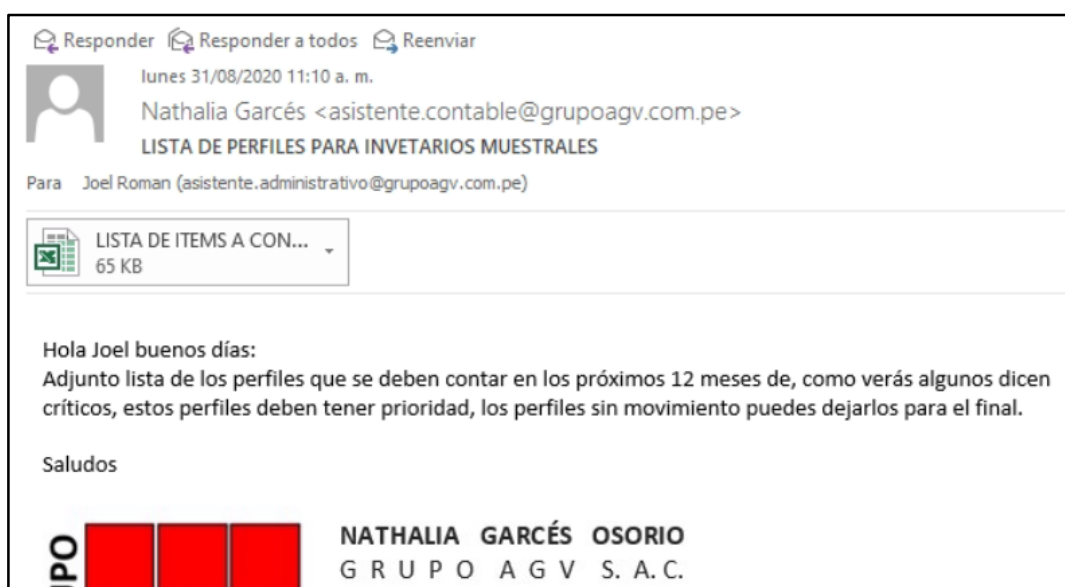 Responder Responder a todos Reenviar
lunes 31/08/2020 11:10 a. m.
Nathalia Garcés <asistente.contable@grupoagv.com.pe>
LISTA DE PERFILES PARA INVETARIOS MUESTRALES
Para Joel Roman (asistente.administrativo@grupoagv.com.pe)
LISTA DE ITEMS A CON...
65 KB
Hola Joel buenos días:
Adjunto lista de los perfiles que se deben contar en los próximos 12 meses de, como verás algunos dicen
críticos, estos perfiles deben tener prioridad, los perfiles sin movimiento puedes dejarlos para el final.
Saludos
NATHALIA GARCÉS OSORIO
GRUPO AGV S.A.C.